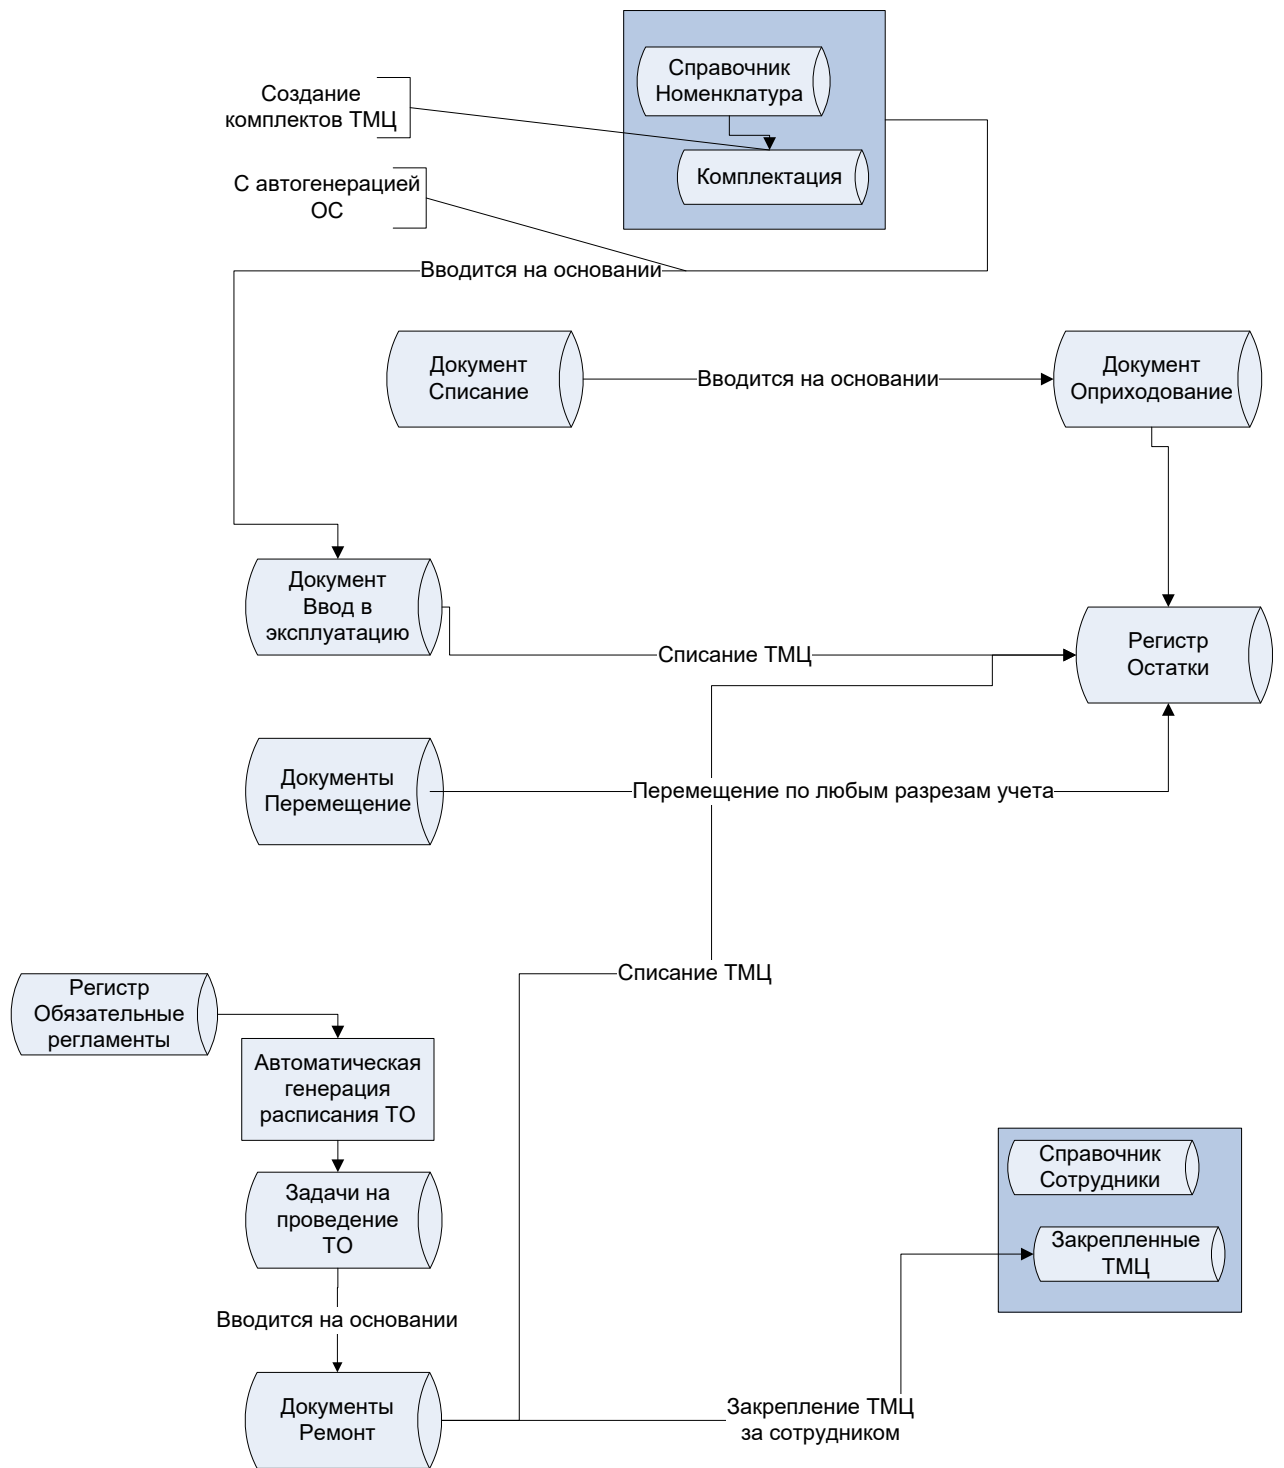 Справочник
Номенклатура
Создание
комплектов ТМЦ
Комплектация
С автогенерацией
ОС
Вводится на основании
Документ
Списание
Вводится на основании
Документ
Оприходование
Документ
Ввод в
эксплуатацию
Списание ТМЦ
Регистр
Остатки
Документы
Перемещение
Перемещение по любым разрезам учета
Списание ТМЦ
Регистр
Обязательные
регламенты
Автоматическая
генерация
расписания ТО
Задачи на
проведение
ТО
Справочник
Сотрудники
Закрепленные
ТМЦ
Вводится на основании
Документы
Ремонт
Закрепление ТМЦ
за сотрудником